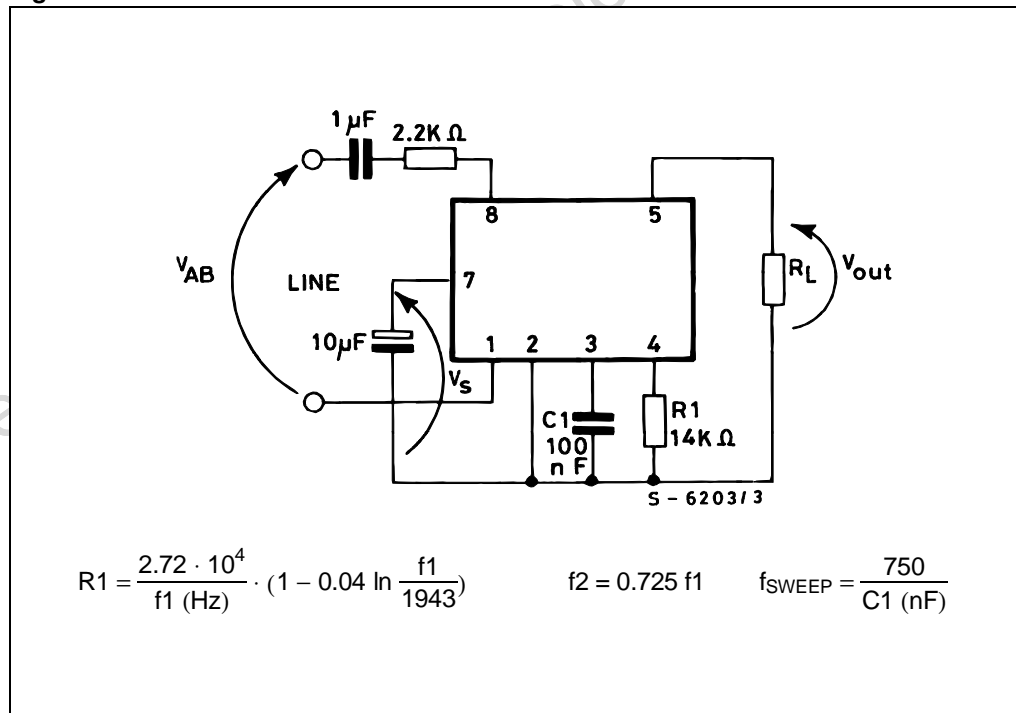 1 µF
2.2K Ω
8
5
V_AB
LINE
7
R_L
V_out
10µF
1
2
3
4
V_S
C1
100
n F
R1
14K Ω
S - 6203/3
R1 = 2.72 · 10^4 / f1 (Hz) · (1 – 0.04 ln f1 / 1943)
f2 = 0.725 f1
f_SWEEP = 750 / C1 (nF)